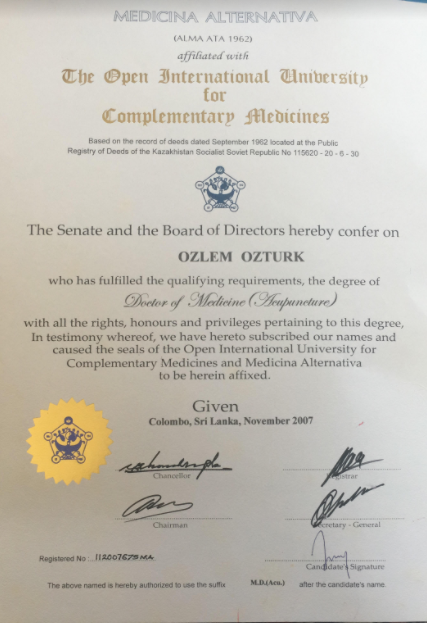 MEDICINA ALTERNATIVA
(ALMA ATA 1962)
affiliated with
The Open International University
for
Complementary Medicines
Based on the record of deeds dated September 1962 located at the Public
Registry of Deeds of the Kazakhistan Socialist Soviet Republic No 115620 - 20 - 6 - 30
The Senate and the Board of Directors hereby confer on
OZLEM OZTURK
who has fulfilled the qualifying requirements, the degree of
Doctor of Medicine (Acupuncture)
with all the rights, honours and privileges pertaining to this degree,
In testimony whereof, we have hereto subscribed our names and
caused the seals of the Open International University for
Complementary Medicines and Medicina Alternativa
to be herein affixed.
Given
Colombo, Sri Lanka, November 2007
Chancellor
Registrar
Chairman
Secretary - General
Candidate's Signature
Registered No :
The above named is hereby authorized to use the suffix M.D.(Acu.) after the candidate's name.